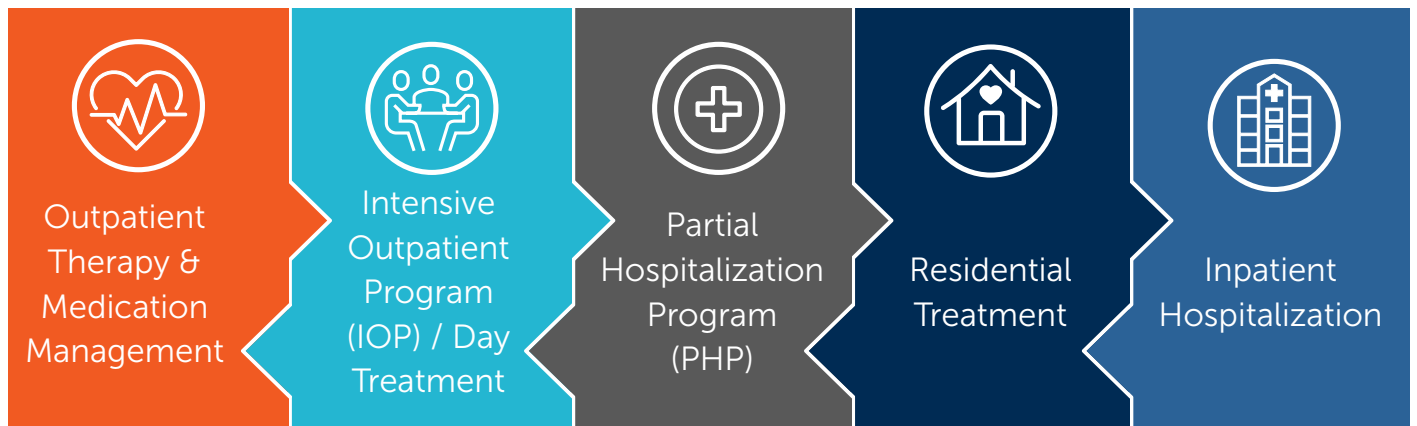 Outpatient
Therapy &
Medication
Management
Intensive
Outpatient
Program
(IOP) / Day
Treatment
Partial
Hospitalization
Program
(PHP)
Residential
Treatment
Inpatient
Hospitalization